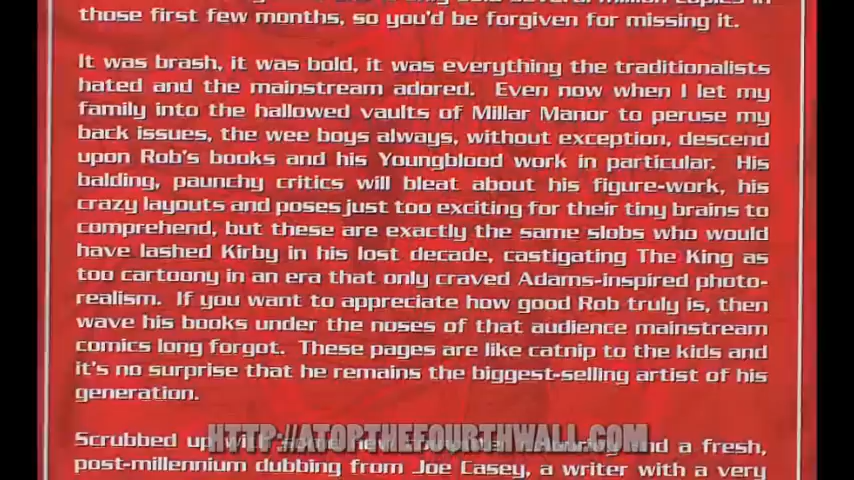 those first few months, so you'd be forgiven for missing it.
It was brash, it was bold, it was everything the traditionalists
hated and the mainstream adored. Even now when I let my
family into the hallowed vaults of Millar Manor to peruse my
back issues, the wee boys always, without exception, descend
upon Rob's books and his Youngblood work in particular. His
balding, paunchy critics will bleat about his figure-work, his
crazy layouts and poses just too exciting for their tiny brains to
comprehend, but these are exactly the same slobs who would
have lashed Kirby in his lost decade, castigating The King as
too cartoony in an era that only craved Adams-inspired photo-
realism. If you want to appreciate how good Rob truly is, then
wave his books under the noses of that audience mainstream
comics long forgot. These pages are like catnip to the kids and
it's no surprise that he remains the biggest-selling artist of his
generation.
Scrubbed up with some new and a fresh,
HTTP://ATOPTHEFOURTHWALL.COM
post-millennium dubbing from Joe Casey, a writer with a very